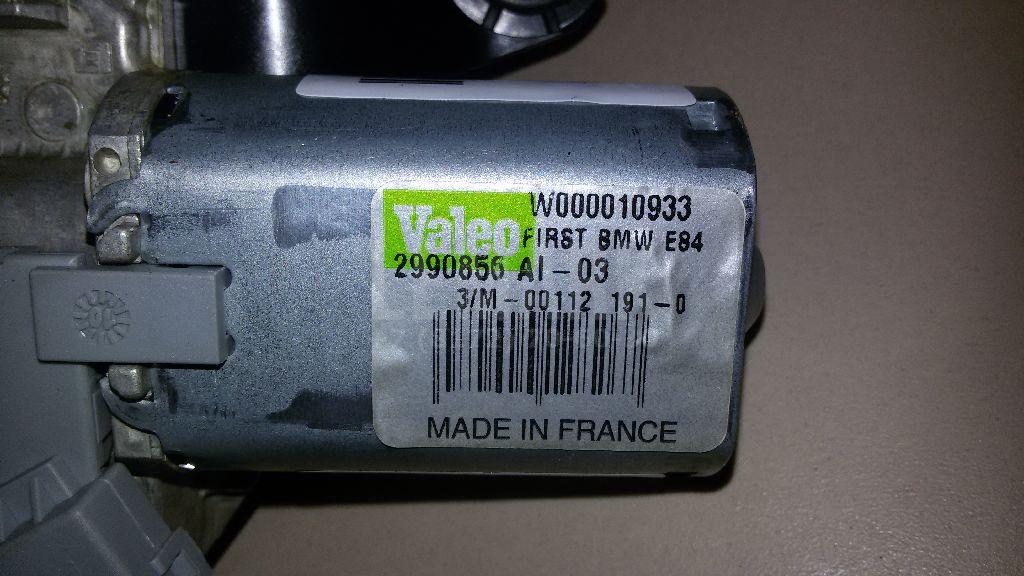 Valeo
W000010933
FIRST BMW E84
2990856 AI-03
3/M-00112 191-0
MADE IN FRANCE